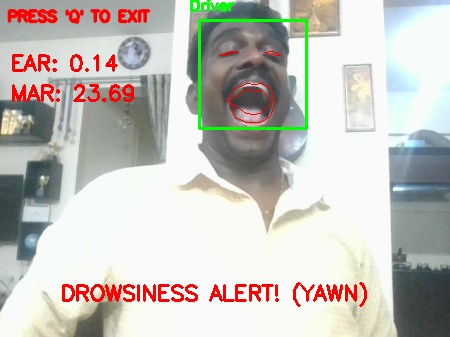 Driver
PRESS 'Q' TO EXIT
EAR: 0.14
MAR: 23.69
DROWSINESS ALERT! (YAWN)